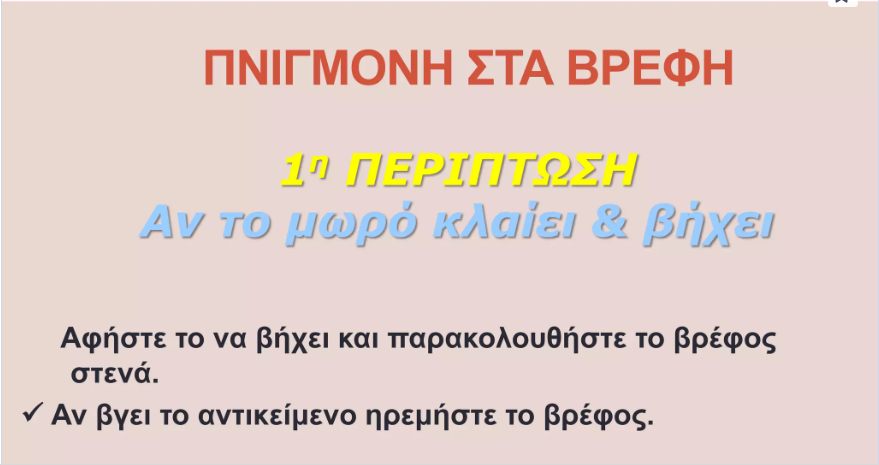 ΠΝΙΓΜΟΝΗ ΣΤΑ ΒΡΕΦΗ
1η ΠΕΡΙΠΤΩΣΗ
Αν το μωρό κλαίει & βήχει
Αφήστε το να βήχει και παρακολουθήστε το βρέφος
στενά.
✓ Αν βγει το αντικείμενο ηρεμήστε το βρέφος.